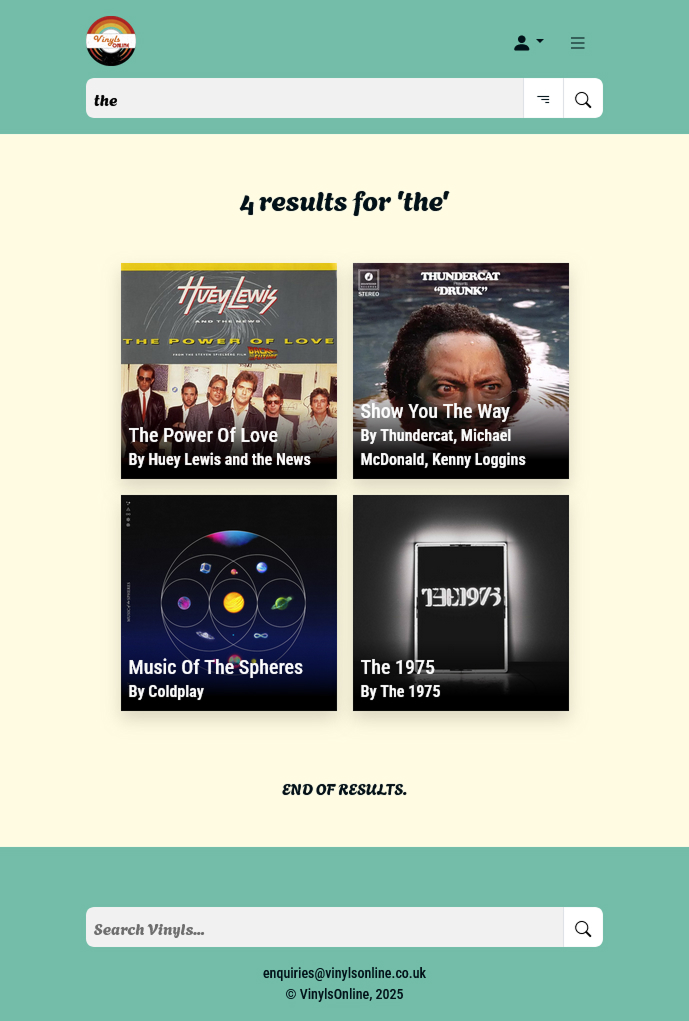 Vinyls
ONLINE
the
4 results for 'the'
HUEY LEWIS
AND THE NEWS
THE POWER OF LOVE
FROM THE STEVEN SPIELBERG FILM BACK TO THE FUTURE
The Power Of Love
By Huey Lewis and the News
STEREO
THUNDERCAT
"DRUNK"
Show You The Way
By Thundercat, Michael
McDonald, Kenny Loggins
Music Of The Spheres
By Coldplay
THE1975
The 1975
By The 1975
END OF RESULTS.
Search Vinyls...
enquiries@vinylsonline.co.uk
© VinylsOnline, 2025